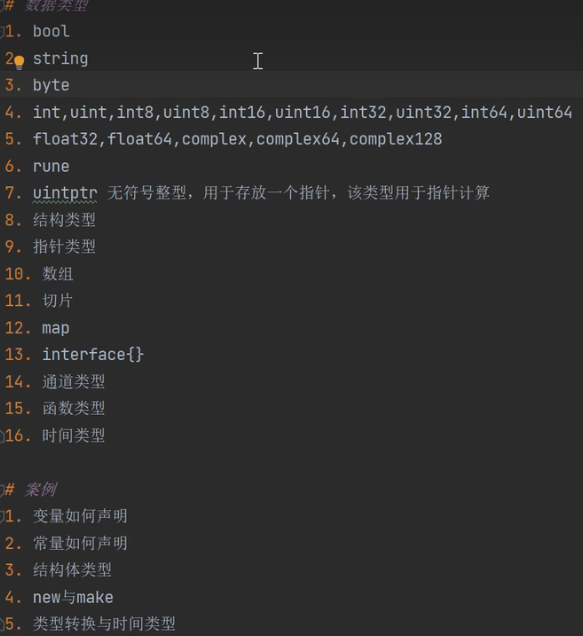 # 数据类型
1. bool
2. string
3. byte
4. int,uint,int8,uint8,int16,uint16,int32,uint32,int64,uint64
5. float32,float64,complex,complex64,complex128
6. rune
7. uintptr 无符号整型，用于存放一个指针，该类型用于指针计算
8. 结构类型
9. 指针类型
10. 数组
11. 切片
12. map
13. interface{}
14. 通道类型
15. 函数类型
16. 时间类型
# 案例
1. 变量如何声明
2. 常量如何声明
3. 结构体类型
4. new与make
5. 类型转换与时间类型